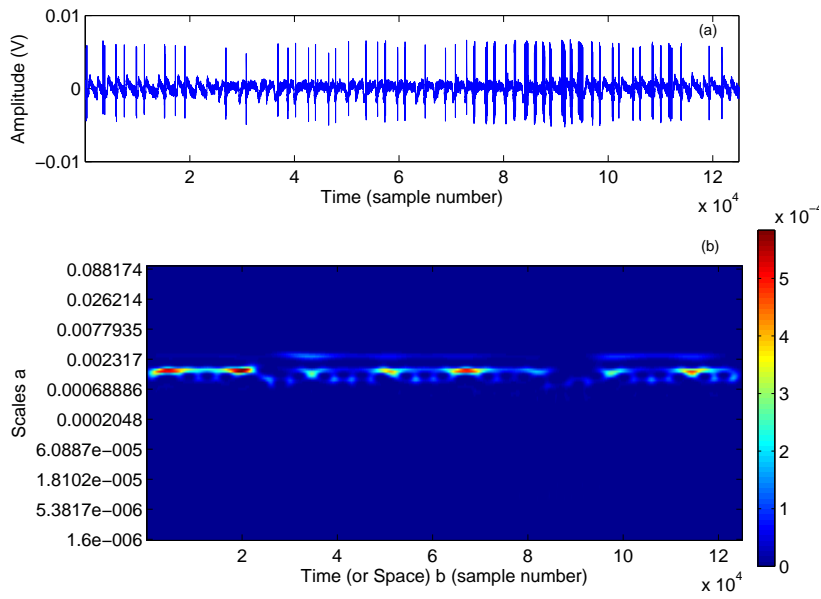 0.01
(a)
Amplitude (V)
0
−0.01
2
4
6
8
10
12
Time (sample number)
x 10^4
x 10^-4
(b)
0.088174
5
0.026214
0.0077935
4
0.002317
3
Scales a
0.00068886
0.0002048
2
6.0887e−005
1.8102e−005
1
5.3817e−006
1.6e−006
0
2
4
6
8
10
12
Time (or Space) b (sample number)
x 10^4